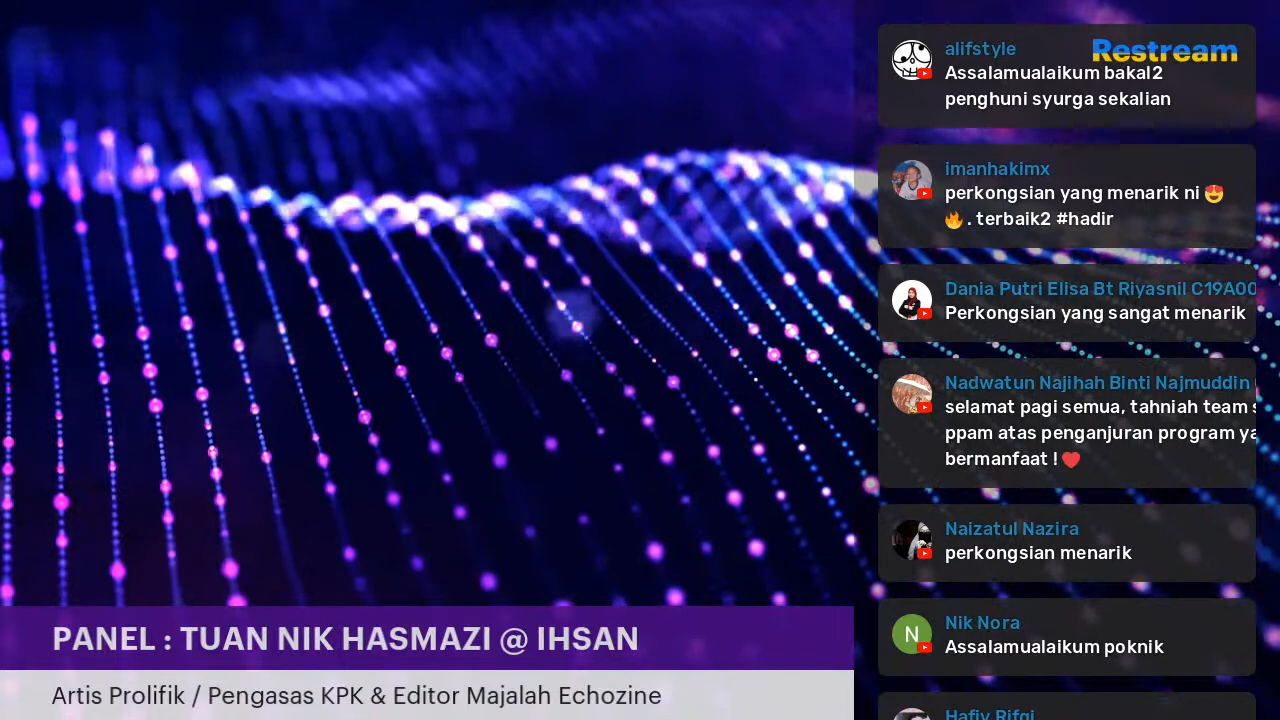 alifstyle
Restream
Assalamualaikum bakal2
penghuni syurga sekalian
imanhakimx
perkongsian yang menarik ni 😍
🔥 . terbaik2 #hadir
Dania Putri Elisa Bt Riyasnil C19A00
Perkongsian yang sangat menarik
Nadwatun Najihah Binti Najmuddin
selamat pagi semua, tahniah team
ppam atas penganjuran program ya
bermanfaat ! ❤️
Naizatul Nazira
perkongsian menarik
N
Nik Nora
Assalamualaikum poknik
Hafiy Rifqi
PANEL : TUAN NIK HASMAZI @ IHSAN
Artis Prolifik / Pengasas KPK & Editor Majalah Echozine